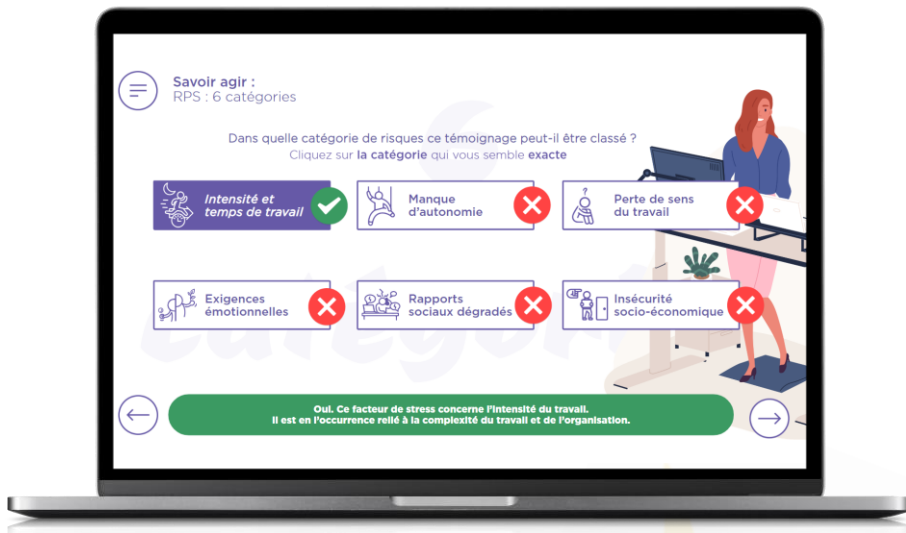 Savoir agir :
RPS : 6 catégories
Dans quelle catégorie de risques ce témoignage peut-il être classé ?
Cliquez sur la catégorie qui vous semble exacte
Intensité et
temps de travail
Manque
d'autonomie
Perte de sens
du travail
Exigences
émotionnelles
Rapports
sociaux dégradés
Insécurité
socio-économique
Oui. Ce facteur de stress concerne l'intensité du travail.
Il est en l'occurrence relié à la complexité du travail et de l'organisation.